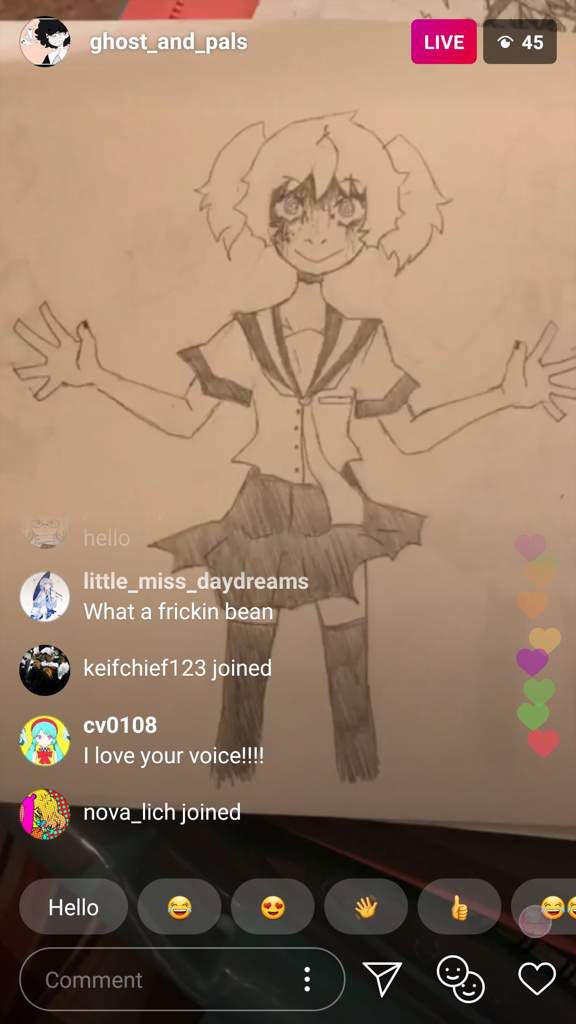 ghost_and_pals
LIVE
45
hello
little_miss_daydreams
What a frickin bean
keifchief123 joined
cv0108
I love your voice!!!!
nova_lich joined
Hello
Comment